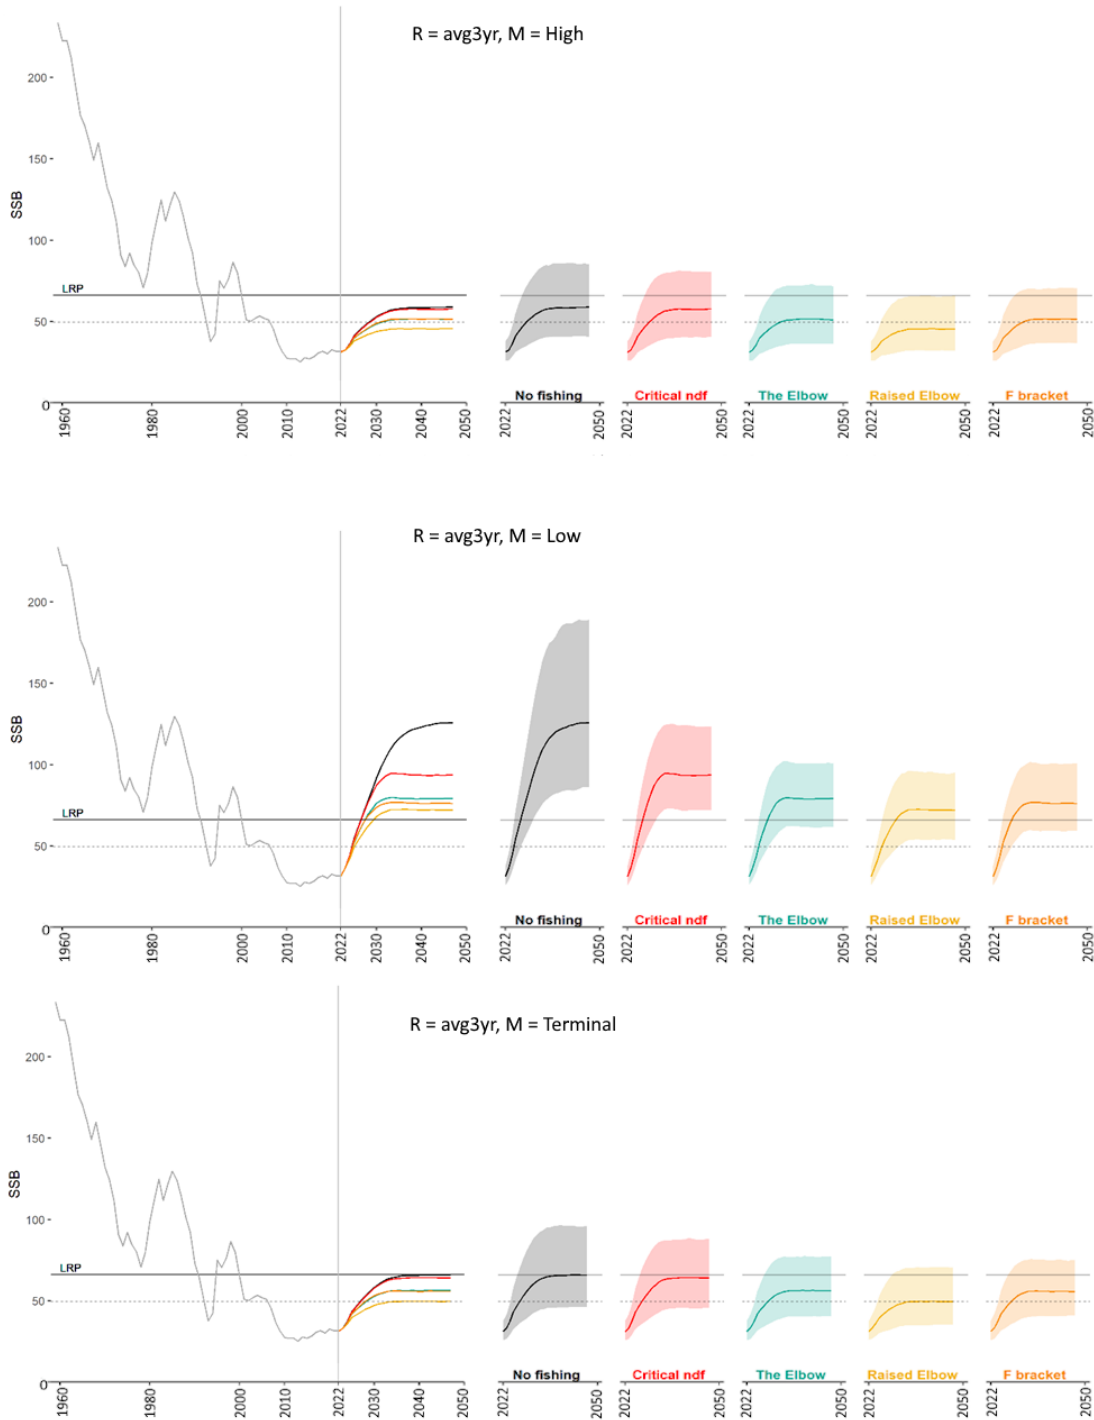 R = avg3yr, M = High
200
150
100
50
0
SSB
LRP
1960
1980
2000
2010
2022
2030
2040
2050
No fishing
Critical ndf
The Elbow
Raised Elbow
F bracket
2022
2050
2022
2050
2022
2050
2022
2050
2022
2050
R = avg3yr, M = Low
200
150
100
50
0
SSB
LRP
1960
1980
2000
2010
2022
2030
2040
2050
No fishing
Critical ndf
The Elbow
Raised Elbow
F bracket
2022
2050
2022
2050
2022
2050
2022
2050
2022
2050
R = avg3yr, M = Terminal
200
150
100
50
0
SSB
LRP
1960
1980
2000
2010
2022
2030
2040
2050
No fishing
Critical ndf
The Elbow
Raised Elbow
F bracket
2022
2050
2022
2050
2022
2050
2022
2050
2022
2050